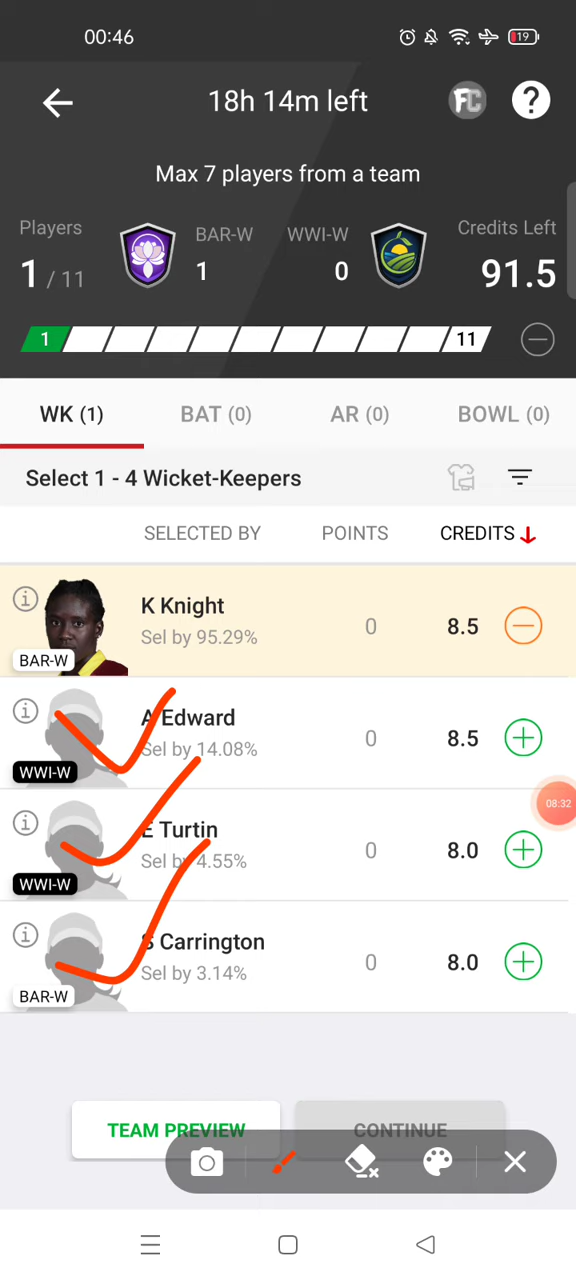 00:46
19
18h 14m left
FC
?
Max 7 players from a team
Players
BAR-W
WWI-W
Credits Left
1 / 11
1
0
91.5
1
11
WK (1)
BAT (0)
AR (0)
BOWL (0)
Select 1 - 4 Wicket-Keepers
SELECTED BY
POINTS
CREDITS
K Knight
Sel by 95.29%
0
8.5
BAR-W
A Edward
Sel by 14.08%
0
8.5
WWI-W
08:32
E Turtin
Sel by 4.55%
0
8.0
WWI-W
S Carrington
Sel by 3.14%
0
8.0
BAR-W
TEAM PREVIEW
CONTINUE